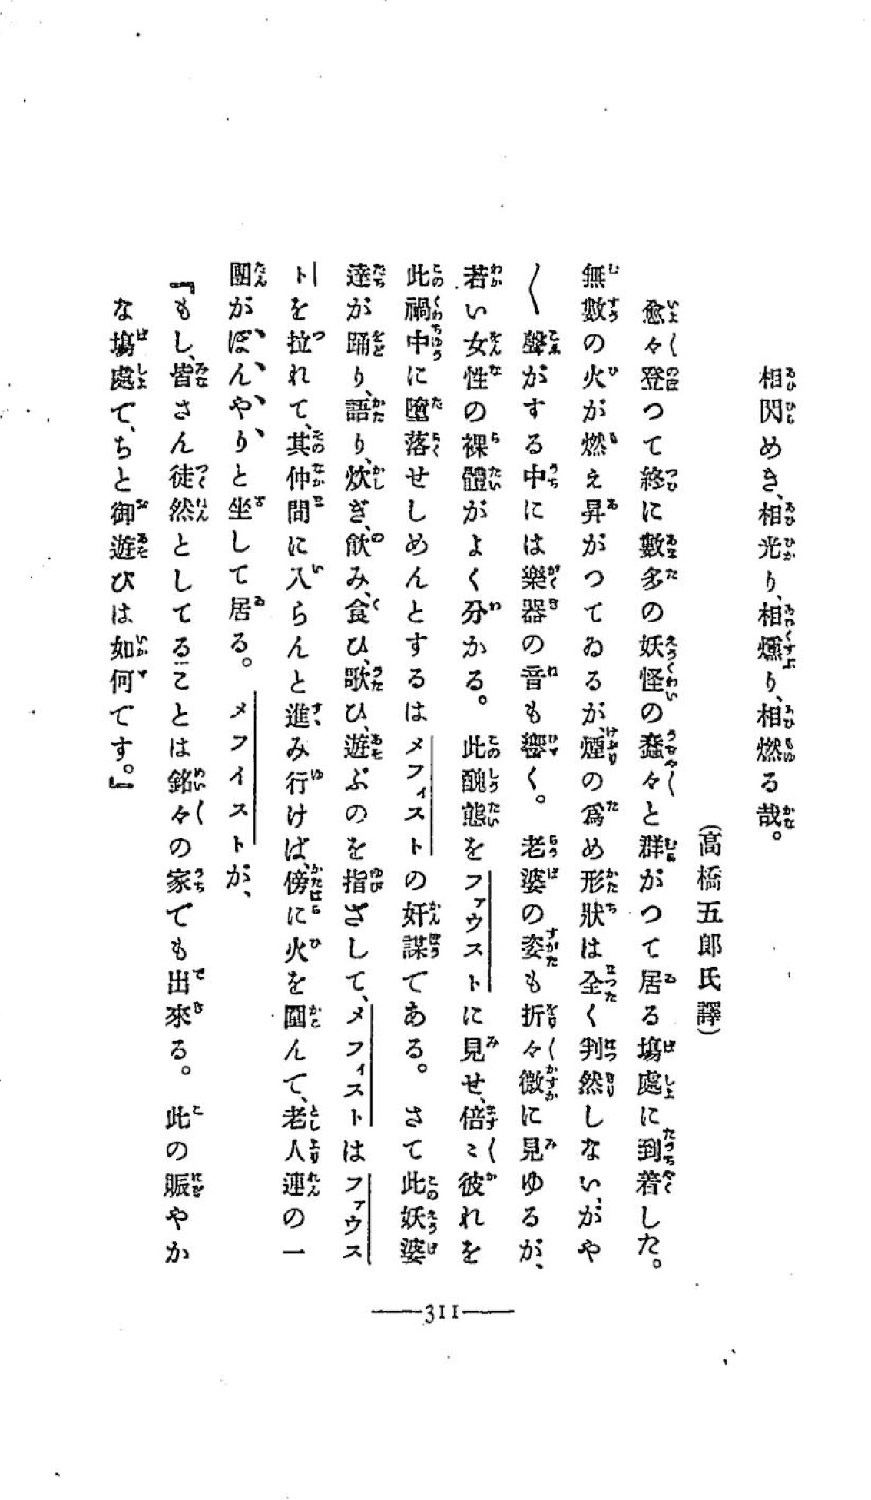 相閃めき、相光り、相燻り、相燃る哉。
（高橋五郎氏譯）
愈々登つて終に數多の妖怪の蠢々と群がつて居る塲處に到着した。
無數の火が燃え昇がつてゐるが、煙の爲め形狀は全く判然しない、がや
〱聲がする中には樂器の音も響く。老婆の姿も折々微に見ゆるが、
若い女性の裸體がよく分かる。此醜態をファウストに見せ、倍〻彼れを
此禍中に墮落せしめんとするはメフィストの奸謀である。さて此妖婆
達が踊り、語り、炊ぎ、飮み、食ひ、歌ひ、遊ぶのを指ざして、メフィストはファウス
トを拉れて、其仲間に入らんと進み行けば、傍に火を圍んで、老人連の一
團がぼんやりと坐して居る。メフイストが、
『もし、皆さん徒然としてることは銘々の家でも出來る。此の賑やか
な塲處で、ちと御遊びは如何です。』
311